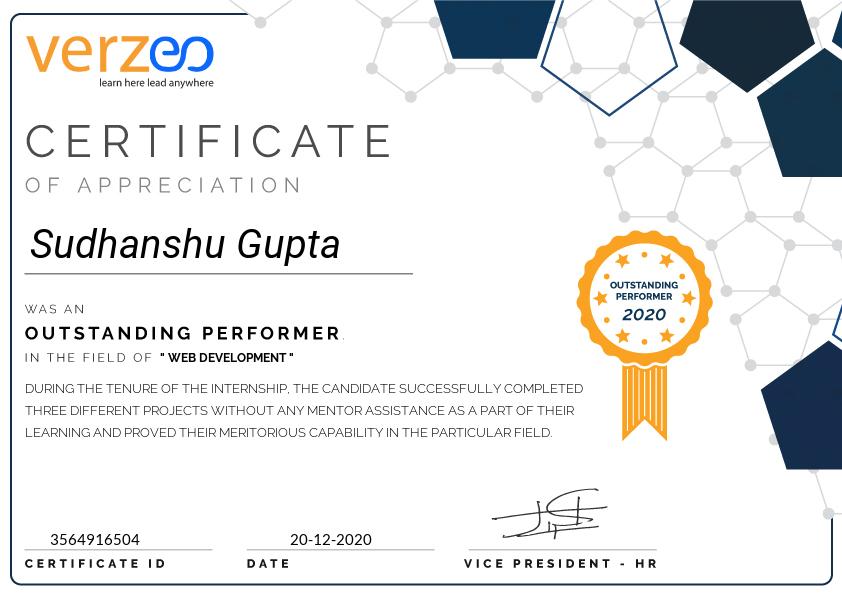 verzeo
learn here lead anywhere
CERTIFICATE
OF APPRECIATION
Sudhanshu Gupta
WAS AN
OUTSTANDING PERFORMER.
IN THE FIELD OF " WEB DEVELOPMENT "
DURING THE TENURE OF THE INTERNSHIP, THE CANDIDATE SUCCESSFULLY COMPLETED
THREE DIFFERENT PROJECTS WITHOUT ANY MENTOR ASSISTANCE AS A PART OF THEIR
LEARNING AND PROVED THEIR MERITORIOUS CAPABILITY IN THE PARTICULAR FIELD.
OUTSTANDING
PERFORMER
2020
3564916504 20-12-2020
CERTIFICATE ID DATE VICE PRESIDENT - HR